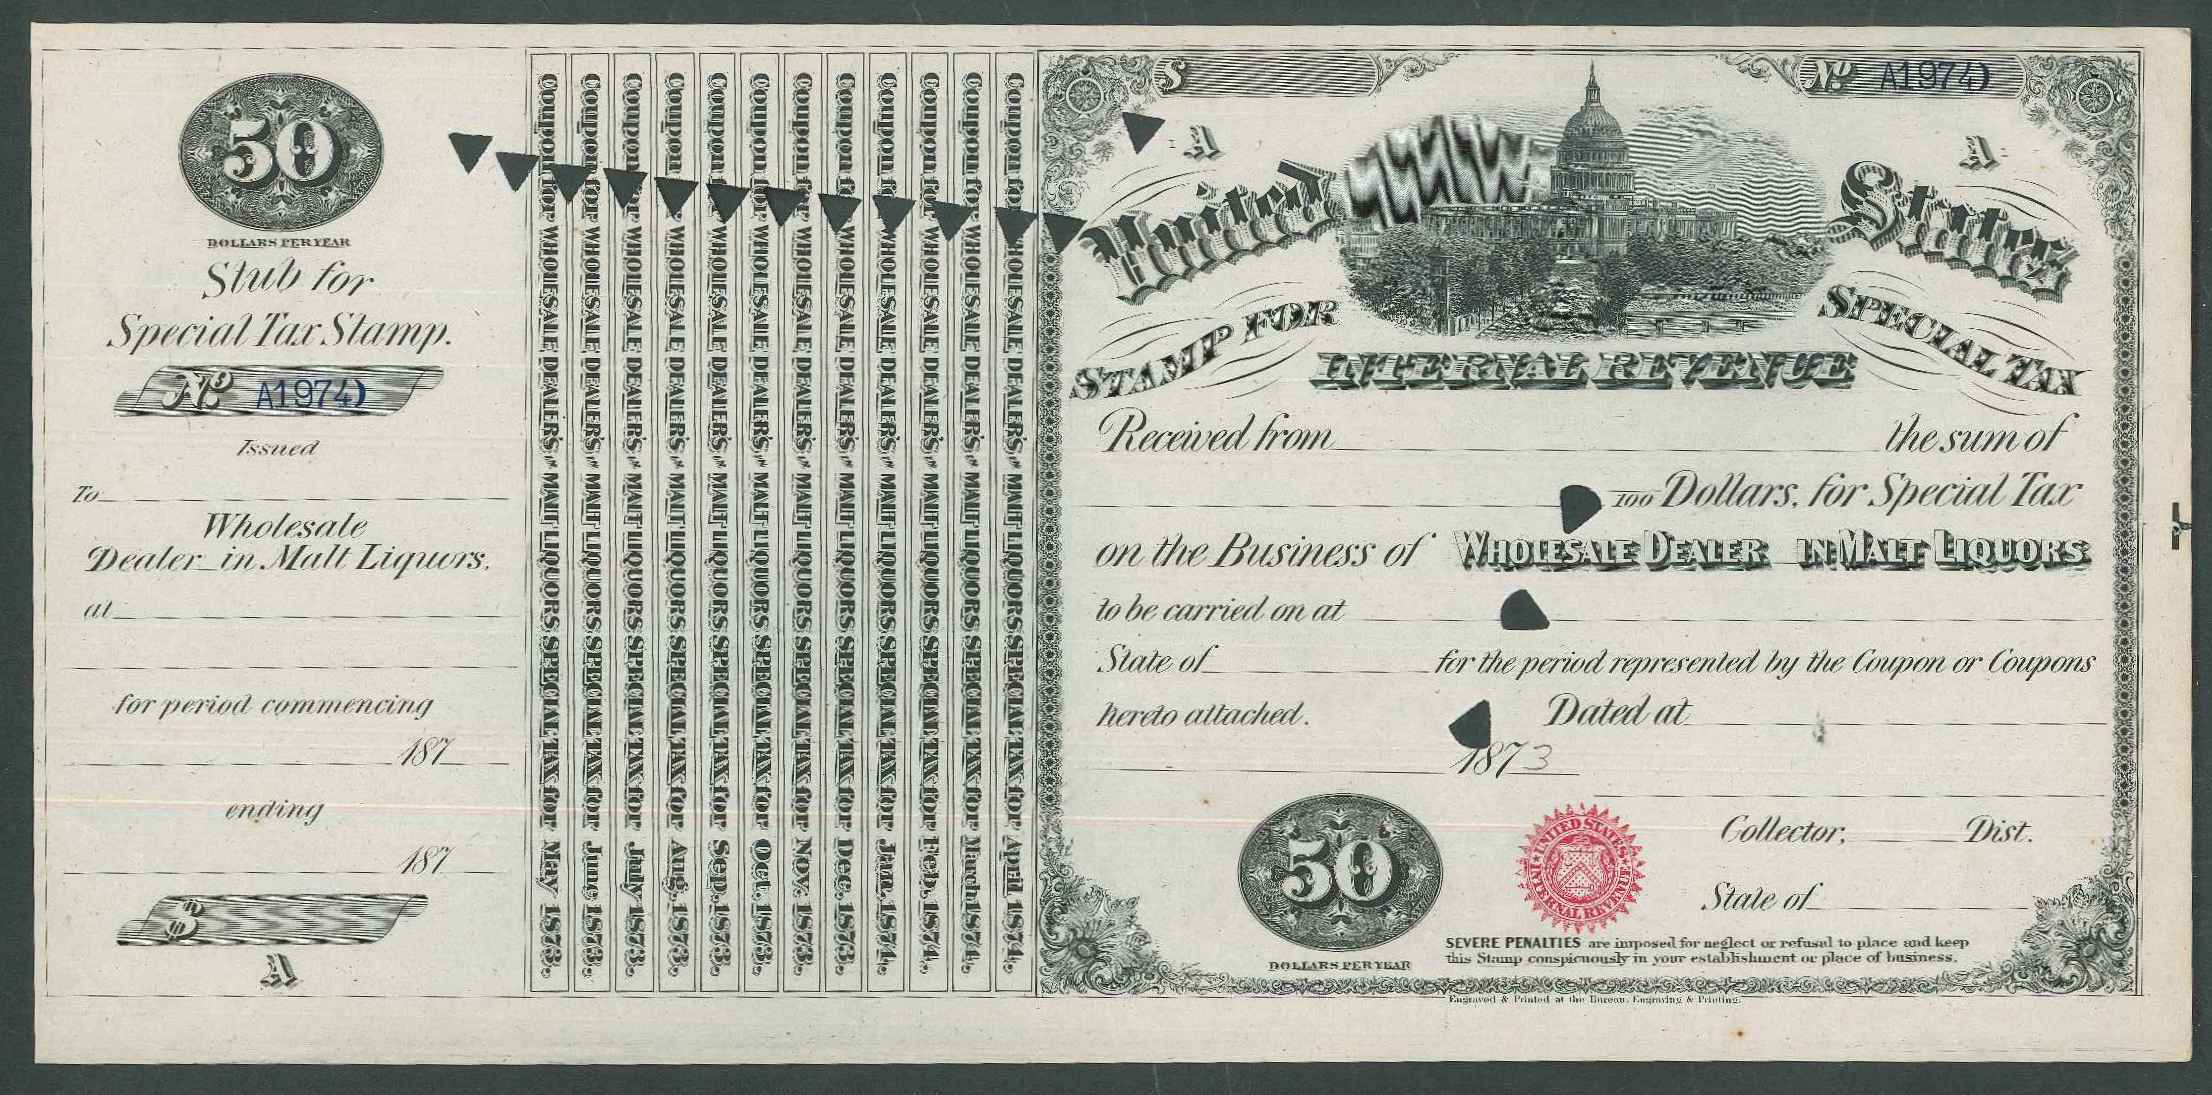 50
DOLLARS PER YEAR
Stub for
Special Tax Stamp.
No. A1974
Issued
To
Wholesale
Dealer in Malt Liquors,
at
for period commencing
187
ending
187
$
A
Coupon for WHOLESALE DEALER'S IN MALT LIQUORS SPECIAL TAX for May 1873.
Coupon for WHOLESALE DEALER'S IN MALT LIQUORS SPECIAL TAX for June 1873.
Coupon for WHOLESALE DEALER'S IN MALT LIQUORS SPECIAL TAX for July 1873.
Coupon for WHOLESALE DEALER'S IN MALT LIQUORS SPECIAL TAX for Aug. 1873.
Coupon for WHOLESALE DEALER'S IN MALT LIQUORS SPECIAL TAX for Sep. 1873.
Coupon for WHOLESALE DEALER'S IN MALT LIQUORS SPECIAL TAX for Oct. 1873.
Coupon for WHOLESALE DEALER'S IN MALT LIQUORS SPECIAL TAX for Nov. 1873.
Coupon for WHOLESALE DEALER'S IN MALT LIQUORS SPECIAL TAX for Dec. 1873.
Coupon for WHOLESALE DEALER'S IN MALT LIQUORS SPECIAL TAX for Jan. 1874.
Coupon for WHOLESALE DEALER'S IN MALT LIQUORS SPECIAL TAX for Feb. 1874.
Coupon for WHOLESALE DEALER'S IN MALT LIQUORS SPECIAL TAX for March 1874.
Coupon for WHOLESALE DEALER'S IN MALT LIQUORS SPECIAL TAX for April 1874.
$ No. A1974
A A
United States
STAMP FOR SPECIAL TAX
INTERNAL REVENUE
Received from the sum of
100 Dollars, for Special Tax
on the Business of WHOLESALE DEALER IN MALT LIQUORS
to be carried on at
State of for the period represented by the Coupon or Coupons
hereto attached. Dated at
1873
50
DOLLARS PER YEAR
UNITED STATES INTERNAL REVENUE
Collector, Dist.
State of
SEVERE PENALTIES are imposed for neglect or refusal to place and keep
this Stamp conspicuously in your establishment or place of business.
Engraved & Printed at the Bureau, Engraving & Printing.